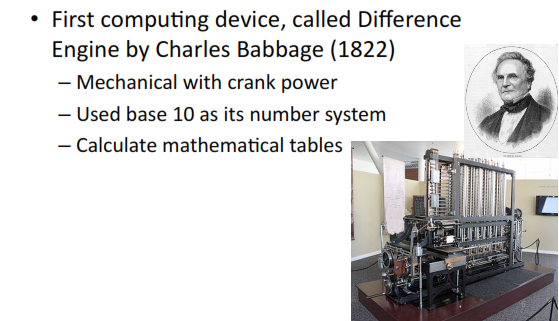 • First computing device, called Difference
Engine by Charles Babbage (1822)
– Mechanical with crank power
– Used base 10 as its number system
– Calculate mathematical tables